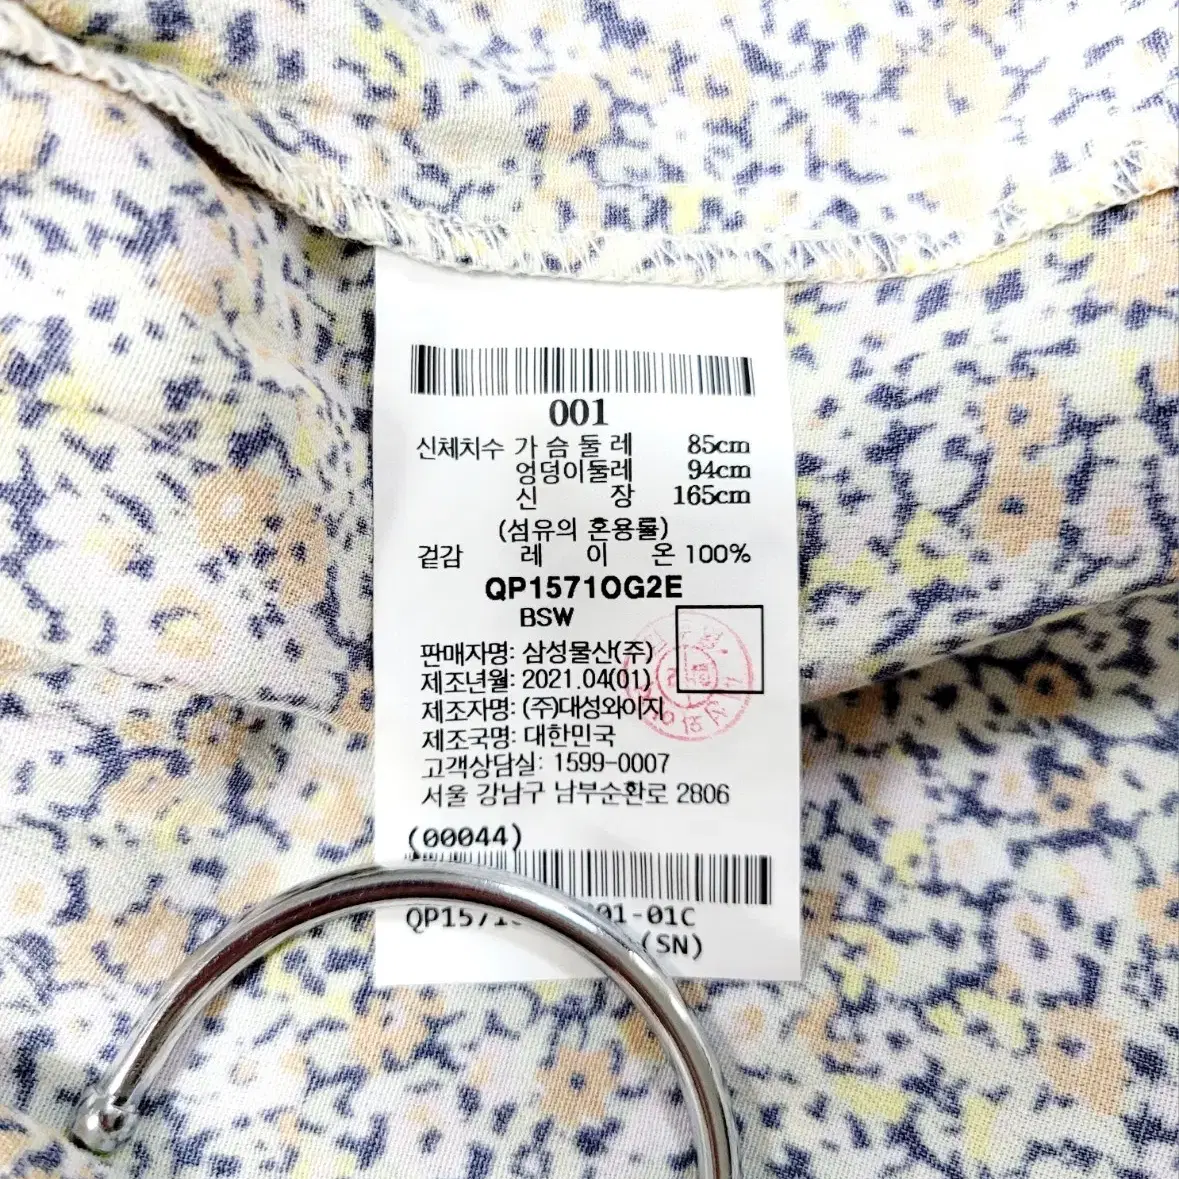 001
신체치수 가 슴 둘 레 85cm
엉덩이둘레 94cm
신 장 165cm
(섬유의 혼용률)
겉감 레 이 온 100%
QP1571OG2E
BSW
판매자명: 삼성물산(주)
제조년월: 2021.04(01)
제조자명: (주)대성와이지
제조국명: 대한민국
고객상담실: 1599-0007
서울 강남구 남부순환로 2806
(00044)
01-01C
(SN)